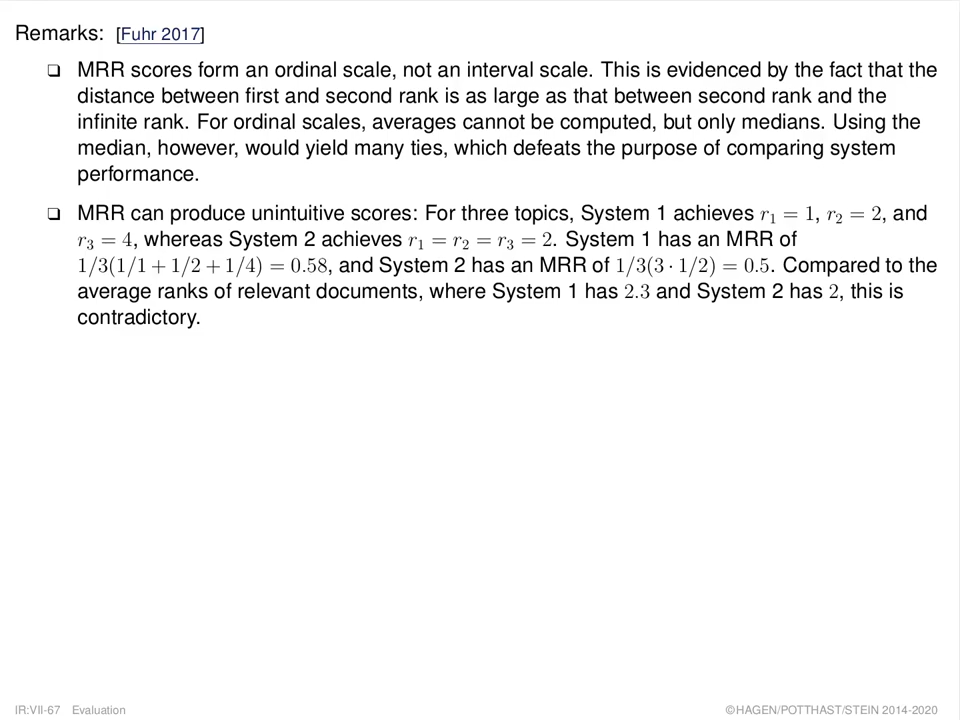 Remarks: [Fuhr 2017]
❑ MRR scores form an ordinal scale, not an interval scale. This is evidenced by the fact that the
distance between first and second rank is as large as that between second rank and the
infinite rank. For ordinal scales, averages cannot be computed, but only medians. Using the
median, however, would yield many ties, which defeats the purpose of comparing system
performance.
❑ MRR can produce unintuitive scores: For three topics, System 1 achieves r₁ = 1, r₂ = 2, and
r₃ = 4, whereas System 2 achieves r₁ = r₂ = r₃ = 2. System 1 has an MRR of
1/3(1/1 + 1/2 + 1/4) = 0.58, and System 2 has an MRR of 1/3(3 · 1/2) = 0.5. Compared to the
average ranks of relevant documents, where System 1 has 2.3 and System 2 has 2, this is
contradictory.
IR:VII-67 Evaluation ©HAGEN/POTTHAST/STEIN 2014-2020